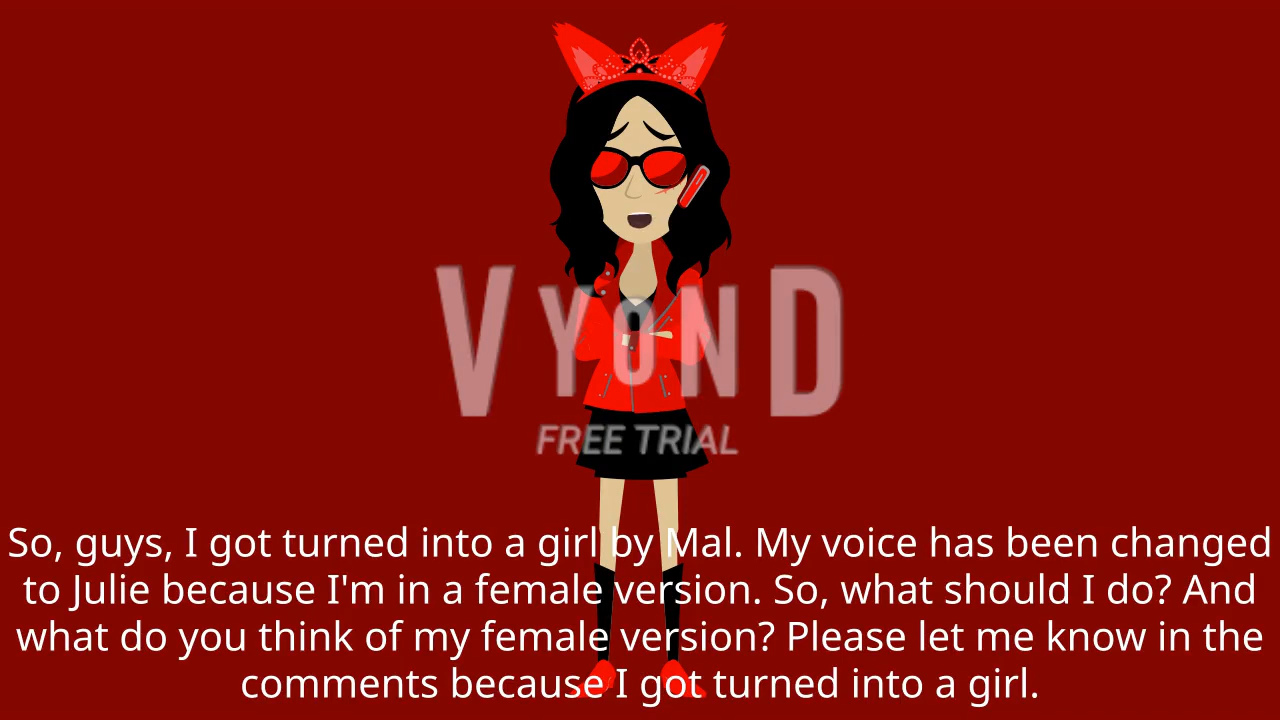 VYOND
FREE TRIAL
So, guys, I got turned into a girl by Mal. My voice has been changed
to Julie because I'm in a female version. So, what should I do? And
what do you think of my female version? Please let me know in the
comments because I got turned into a girl.